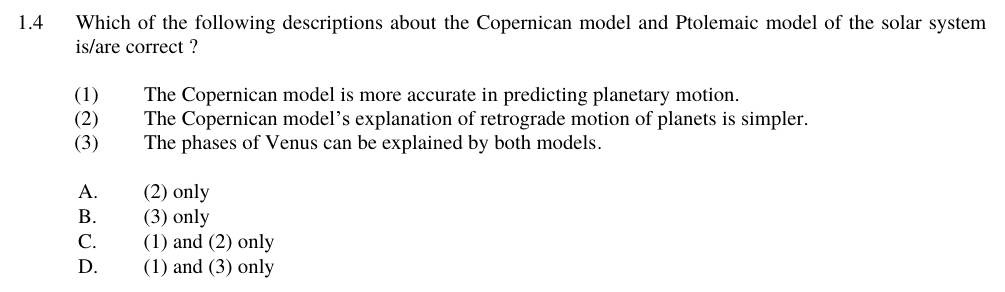 1.4 Which of the following descriptions about the Copernican model and Ptolemaic model of the solar system
is/are correct ?
(1) The Copernican model is more accurate in predicting planetary motion.
(2) The Copernican model's explanation of retrograde motion of planets is simpler.
(3) The phases of Venus can be explained by both models.
A. (2) only
B. (3) only
C. (1) and (2) only
D. (1) and (3) only